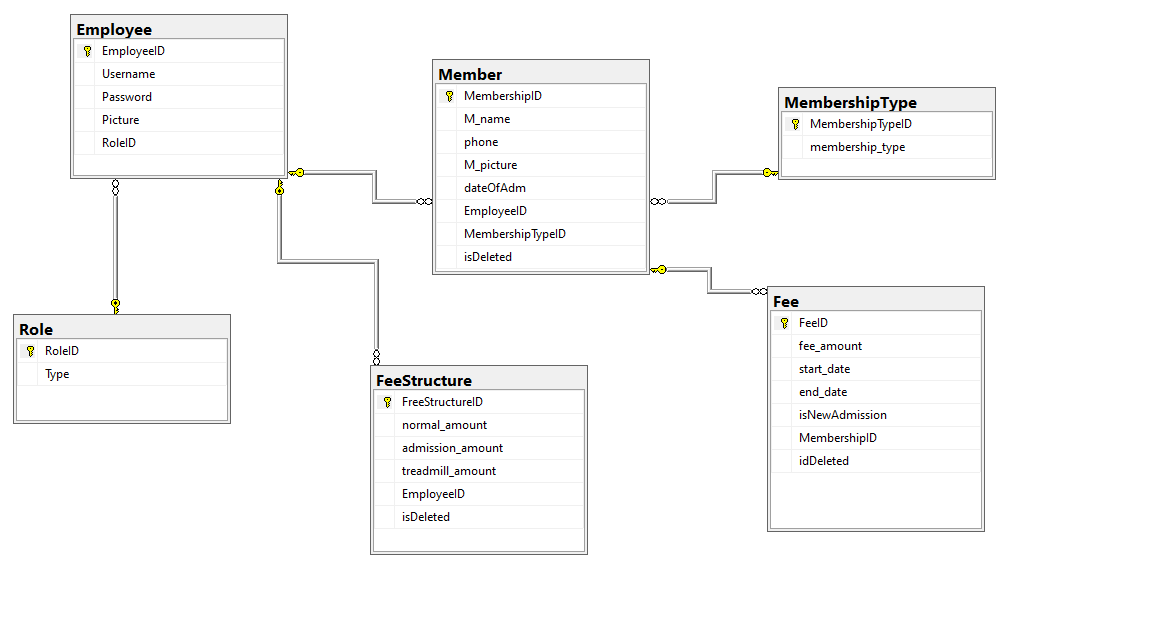 Employee
EmployeeID
Username
Password
Picture
RoleID
Member
MembershipID
M_name
phone
M_picture
dateOfAdm
EmployeeID
MembershipTypeID
isDeleted
MembershipType
MembershipTypeID
membership_type
Role
RoleID
Type
FeeStructure
FreeStructureID
normal_amount
admission_amount
treadmill_amount
EmployeeID
isDeleted
Fee
FeeID
fee_amount
start_date
end_date
isNewAdmission
MembershipID
idDeleted